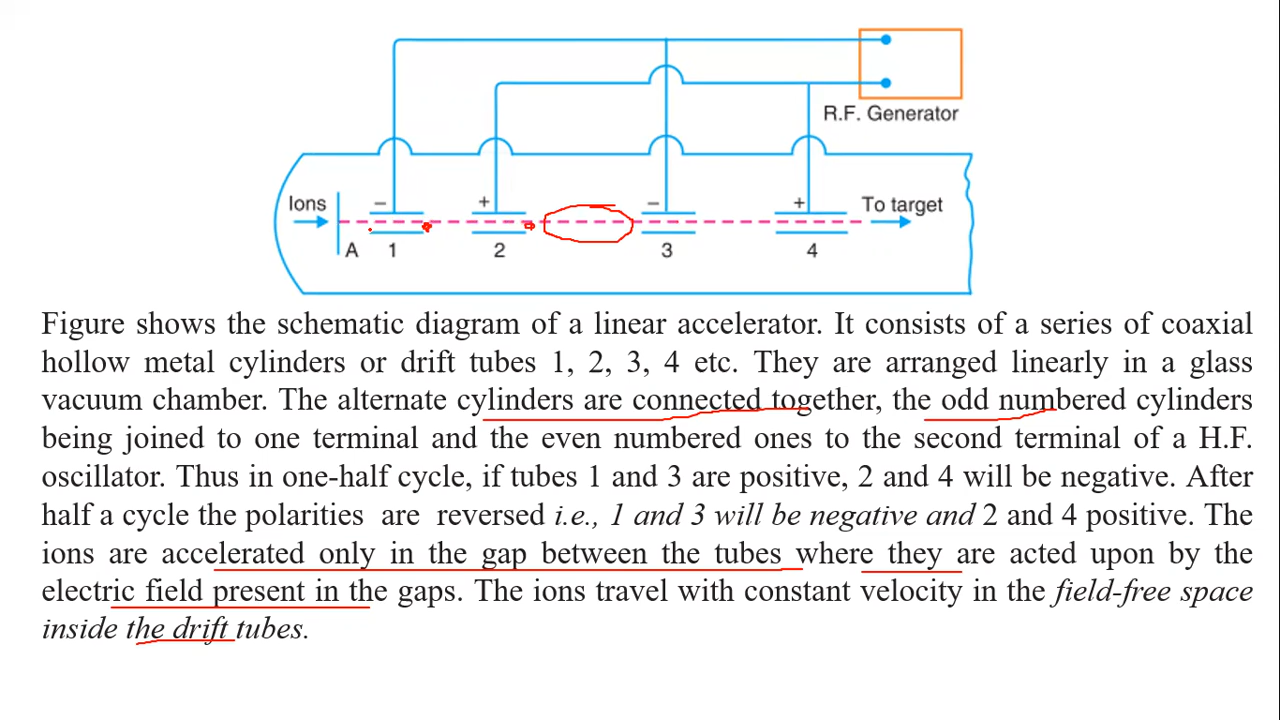 R.F. Generator
Ions
− + − +
To target
A 1 2 3 4
Figure shows the schematic diagram of a linear accelerator. It consists of a series of coaxial
hollow metal cylinders or drift tubes 1, 2, 3, 4 etc. They are arranged linearly in a glass
vacuum chamber. The alternate cylinders are connected together, the odd numbered cylinders
being joined to one terminal and the even numbered ones to the second terminal of a H.F.
oscillator. Thus in one-half cycle, if tubes 1 and 3 are positive, 2 and 4 will be negative. After
half a cycle the polarities are reversed i.e., 1 and 3 will be negative and 2 and 4 positive. The
ions are accelerated only in the gap between the tubes where they are acted upon by the
electric field present in the gaps. The ions travel with constant velocity in the field-free space
inside the drift tubes.